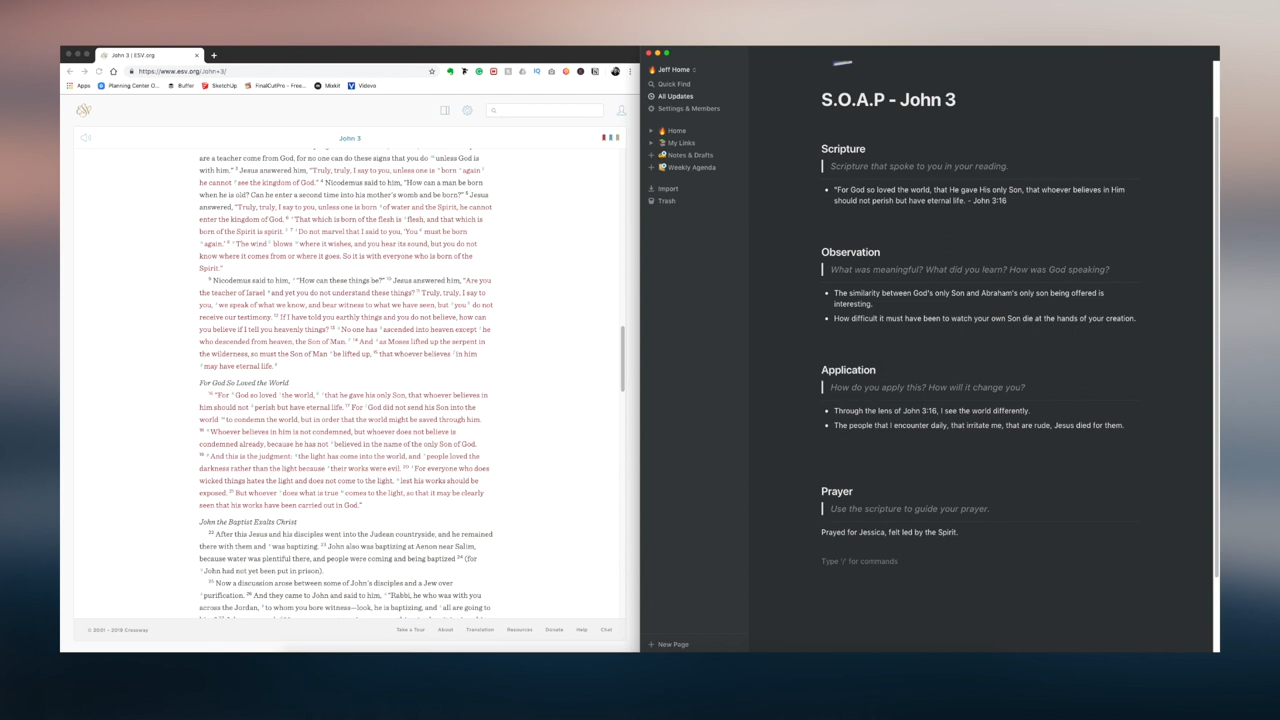 John 3 | ESV.org
https://www.esv.org/John+3/
Apps
Planning Center O...
Buffer
SketchUp
FinalCutPro - Free...
Mixkit
Videvo
John 3
are a teacher come from God, for no one can do these signs that you do unless God is
with him." 3 Jesus answered him, "Truly, truly, I say to you, unless one is born again
he cannot see the kingdom of God." 4 Nicodemus said to him, "How can a man be born
when he is old? Can he enter a second time into his mother's womb and be born?" 5 Jesus
answered, "Truly, truly, I say to you, unless one is born of water and the Spirit, he cannot
enter the kingdom of God. 6 That which is born of the flesh is flesh, and that which is
born of the Spirit is spirit. 7 Do not marvel that I said to you, 'You must be born
again.' 8 The wind blows where it wishes, and you hear its sound, but you do not
know where it comes from or where it goes. So it is with everyone who is born of the
Spirit."
9 Nicodemus said to him, "How can these things be?" 10 Jesus answered him, "Are you
the teacher of Israel and yet you do not understand these things? 11 Truly, truly, I say to
you, we speak of what we know, and bear witness to what we have seen, but you do not
receive our testimony. 12 If I have told you earthly things and you do not believe, how can
you believe if I tell you heavenly things? 13 No one has ascended into heaven except he
who descended from heaven, the Son of Man. 14 And as Moses lifted up the serpent in
the wilderness, so must the Son of Man be lifted up, 15 that whoever believes in him
may have eternal life.
For God So Loved the World
16 "For God so loved the world, that he gave his only Son, that whoever believes in
him should not perish but have eternal life. 17 For God did not send his Son into the
world to condemn the world, but in order that the world might be saved through him.
18 Whoever believes in him is not condemned, but whoever does not believe is
condemned already, because he has not believed in the name of the only Son of God.
19 And this is the judgment: the light has come into the world, and people loved the
darkness rather than the light because their works were evil. 20 For everyone who does
wicked things hates the light and does not come to the light, lest his works should be
exposed. 21 But whoever does what is true comes to the light, so that it may be clearly
seen that his works have been carried out in God."
John the Baptist Exalts Christ
22 After this Jesus and his disciples went into the Judean countryside, and he remained
there with them and was baptizing. 23 John also was baptizing at Aenon near Salim,
because water was plentiful there, and people were coming and being baptized 24 (for
John had not yet been put in prison).
25 Now a discussion arose between some of John's disciples and a Jew over
purification. 26 And they came to John and said to him, "Rabbi, he who was with you
across the Jordan, to whom you bore witness—look, he is baptizing, and all are going to
© 2001 - 2019 Crossway
Take a Tour
About
Translation
Resources
Donate
Help
Chat
Jeff Home
Quick Find
All Updates
Settings & Members
Home
My Links
Notes & Drafts
Weekly Agenda
Import
Trash
New Page
S.O.A.P - John 3
Scripture
Scripture that spoke to you in your reading.
• "For God so loved the world, that He gave His only Son, that whoever believes in Him
should not perish but have eternal life. - John 3:16
Observation
What was meaningful? What did you learn? How was God speaking?
• The similarity between God's only Son and Abraham's only son being offered is
interesting.
• How difficult it must have been to watch your own Son die at the hands of your creation.
Application
How do you apply this? How will it change you?
• Through the lens of John 3:16, I see the world differently.
• The people that I encounter daily, that irritate me, that are rude, Jesus died for them.
Prayer
Use the scripture to guide your prayer.
Prayed for Jessica, felt led by the Spirit.
Type '/' for commands